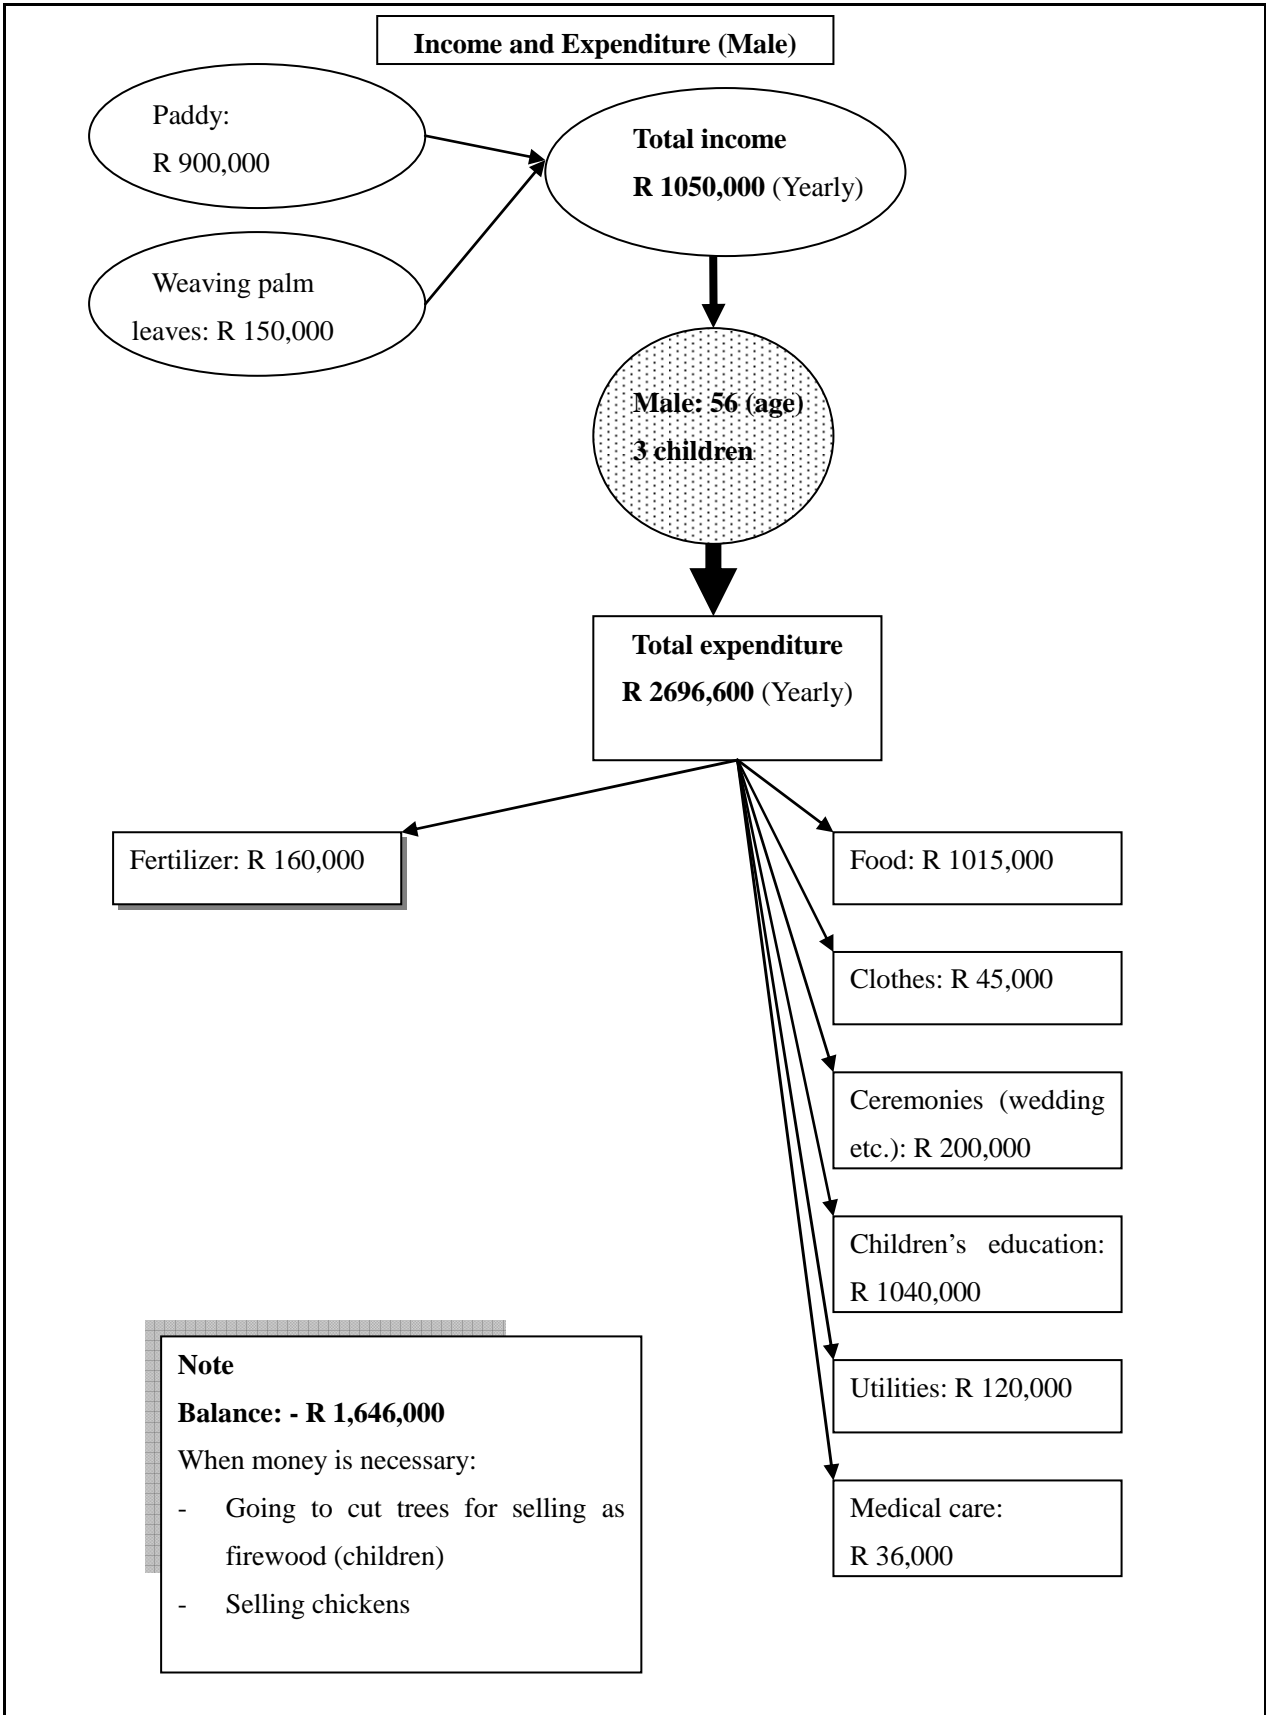 Income and Expenditure (Male)
Paddy:
R 900,000
Total income
R 1050,000 (Yearly)
Weaving palm
leaves: R 150,000
Male: 56 (age)
3 children
Total expenditure
R 2696,600 (Yearly)
Fertilizer: R 160,000
Food: R 1015,000
Clothes: R 45,000
Ceremonies (wedding
etc.): R 200,000
Children’s education:
R 1040,000
Utilities: R 120,000
Medical care:
R 36,000
Note
Balance: - R 1,646,000
When money is necessary:
- Going to cut trees for selling as
firewood (children)
- Selling chickens